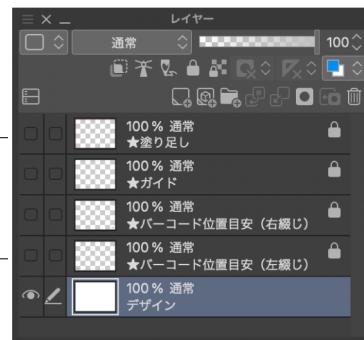 レイヤー
通常 100
100 % 通常
★塗り足し
100 % 通常
★ガイド
100 % 通常
★バーコード位置目安（右綴じ）
100 % 通常
★バーコード位置目安（左綴じ）
100 % 通常
デザイン